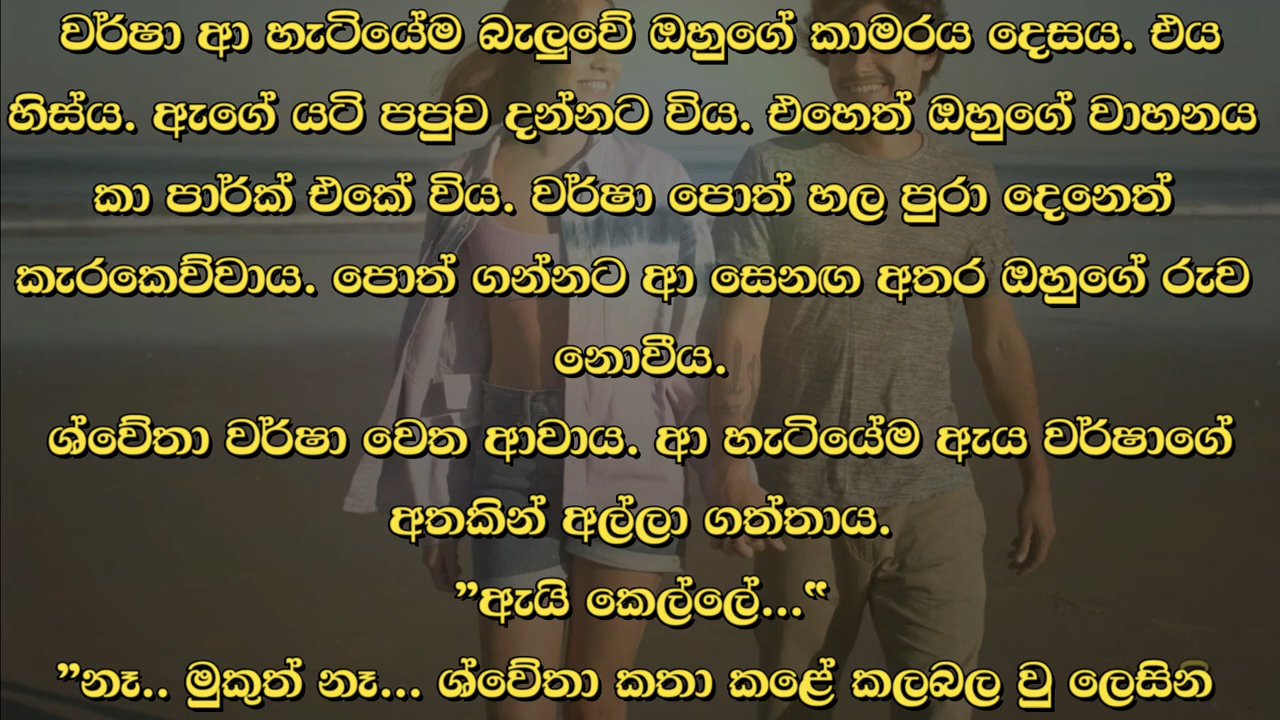 වර්ෂා ආ හැටියේම බැලුවේ ඔහුගේ කාමරය දෙසය. එය
හිස්ය. ඇගේ යටි පපුව දන්නට විය. එහෙත් ඔහුගේ වාහනය
කා පාර්ක් එකේ විය. වර්ෂා පොත් හල පුරා දෙනෙත්
කැරකෙව්වාය. පොත් ගන්නට ආ සෙනඟ අතර ඔහුගේ රුව
නොවීය.
ශ්වේතා වර්ෂා වෙත ආවාය. ආ හැටියේම ඇය වර්ෂාගේ
අතකින් අල්ලා ගත්තාය.
”ඇයි කෙල්ලේ...‟
”නෑ.. මුකුත් නෑ... ශ්වේතා කතා කළේ කලබල වු ලෙසිනි